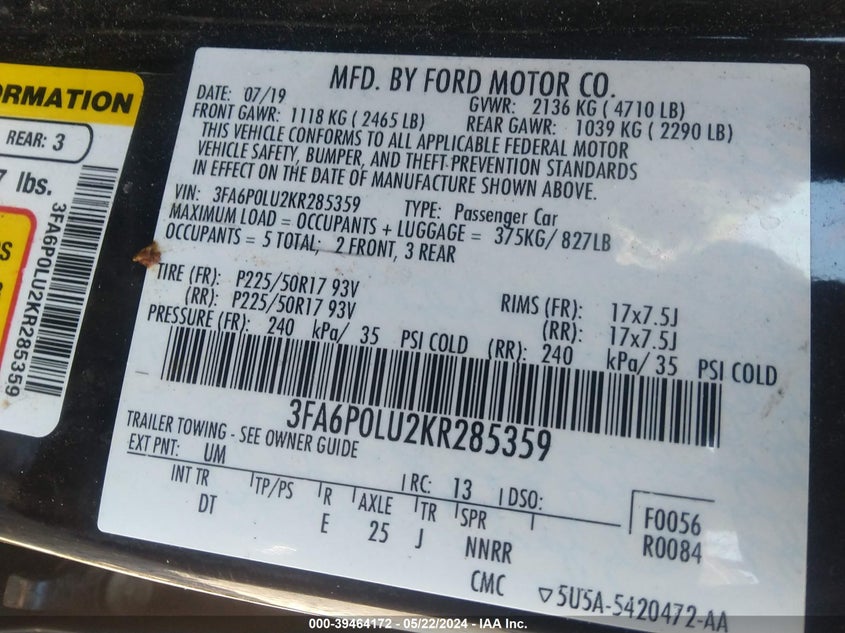 MFD. BY FORD MOTOR CO.
DATE: 07/19 GVWR: 2136 KG ( 4710 LB)
FRONT GAWR: 1118 KG ( 2465 LB) REAR GAWR: 1039 KG ( 2290 LB)
THIS VEHICLE CONFORMS TO ALL APPLICABLE FEDERAL MOTOR
VEHICLE SAFETY, BUMPER, AND THEFT PREVENTION STANDARDS
IN EFFECT ON THE DATE OF MANUFACTURE SHOWN ABOVE.
VIN: 3FA6P0LU2KR285359 TYPE: Passenger Car
MAXIMUM LOAD = OCCUPANTS + LUGGAGE = 375KG/ 827LB
OCCUPANTS = 5 TOTAL; 2 FRONT, 3 REAR
TIRE (FR): P225/50R17 93V RIMS (FR): 17x7.5J
(RR): P225/50R17 93V (RR): 17x7.5J
PRESSURE (FR): 240 kPa/ 35 PSI COLD (RR): 240 kPa/ 35 PSI COLD
3FA6P0LU2KR285359
TRAILER TOWING - SEE OWNER GUIDE
EXT PNT: UM RC: 13 DSO:
INT TR TP/PS R AXLE TR SPR
DT E 25 J NNRR
CMC
F0056
R0084
▽5U5A-5420472-AA
ORMATION
REAR: 3
7 lbs.
3FA6P0LU2KR285359
000-39464172 - 05/22/2024 - IAAI.COM